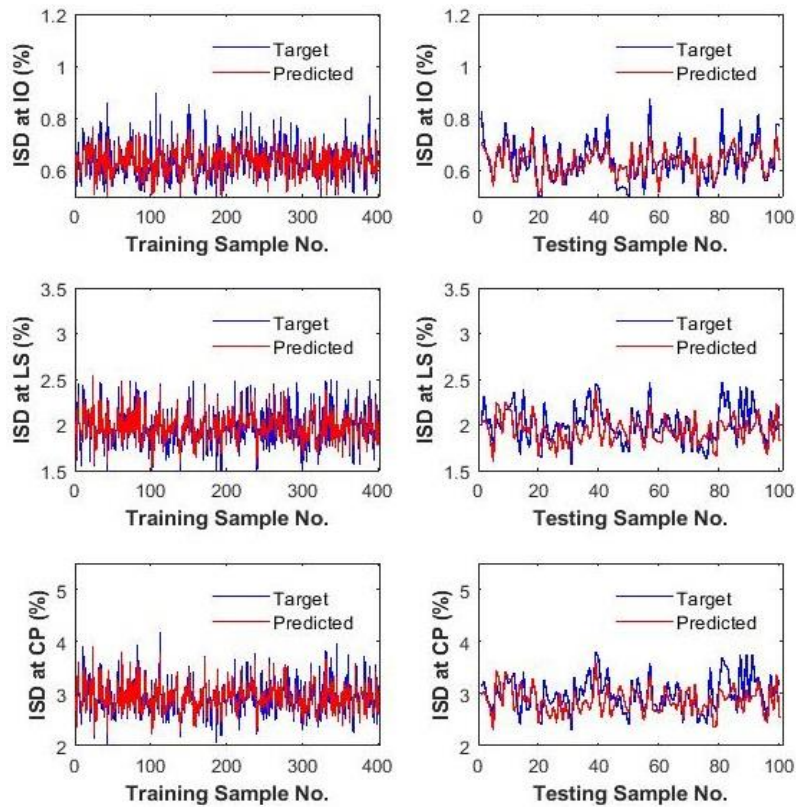 1.2
1
0.8
0.6
ISD at IO (%)
Target
Predicted
0 100 200 300 400
Training Sample No.
1.2
1
0.8
0.6
ISD at IO (%)
Target
Predicted
0 20 40 60 80 100
Testing Sample No.
3.5
3
2.5
2
1.5
ISD at LS (%)
Target
Predicted
0 100 200 300 400
Training Sample No.
3.5
3
2.5
2
1.5
ISD at LS (%)
Target
Predicted
0 20 40 60 80 100
Testing Sample No.
5
4
3
2
ISD at CP (%)
Target
Predicted
0 100 200 300 400
Training Sample No.
5
4
3
2
ISD at CP (%)
Target
Predicted
0 20 40 60 80 100
Testing Sample No.